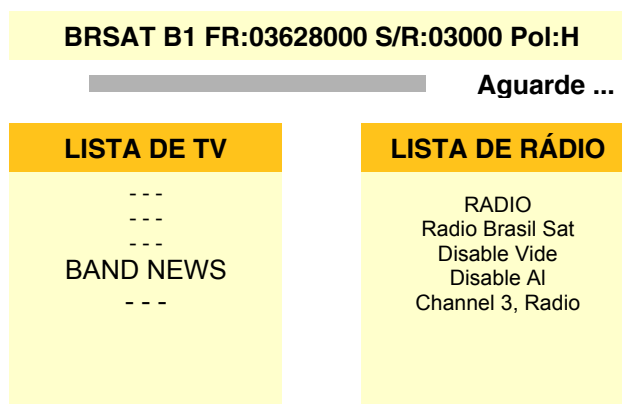 BRSAT B1 FR:03628000 S/R:03000 Pol:H
Aguarde ...
LISTA DE TV
- - -
- - -
- - -
BAND NEWS
- - -
LISTA DE RÁDIO
RADIO
Radio Brasil Sat
Disable Vide
Disable Al
Channel 3, Radio